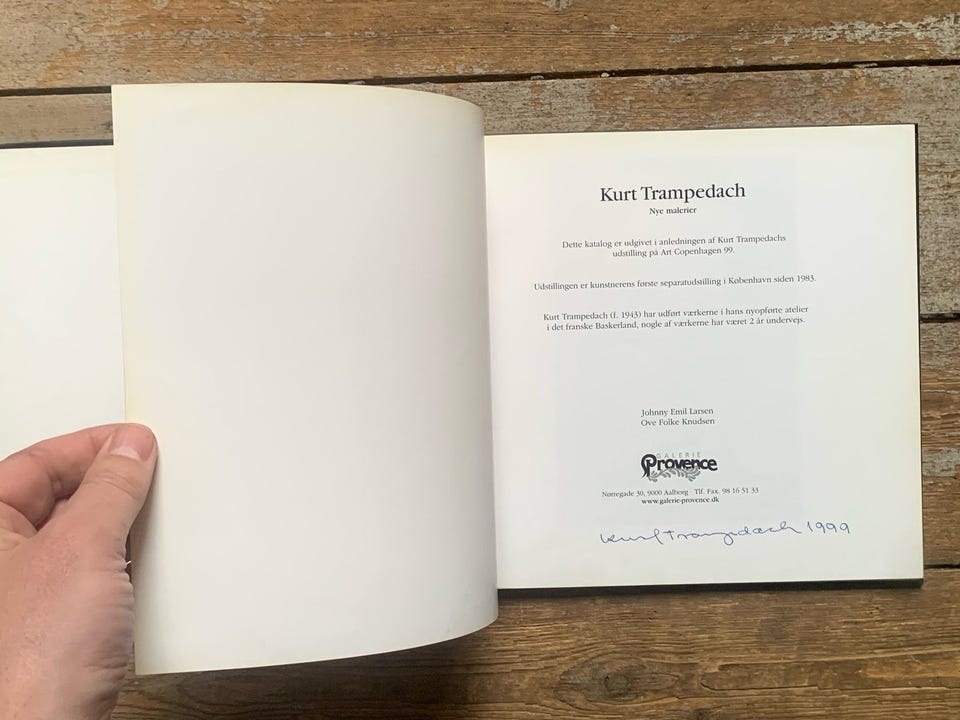 Kurt Trampedach
Nye malerier
Dette katalog er udgivet i anledningen af Kurt Trampedachs
udstilling på Art Copenhagen 99.
Udstillingen er kunstnerens første separatudstilling i København siden 1983.
Kurt Trampedach (f. 1943) har udført værkerne i hans nyopførte atelier
i det franske Baskerland, nogle af værkerne har været 2 år undervejs.
Johnny Emil Larsen
Ove Folke Knudsen
GALERIE
Provence
Nørregade 30, 9000 Aalborg · Tlf. Fax. 98 16 51 33
www.galerie-provence.dk
Kurt Trampedach 1999